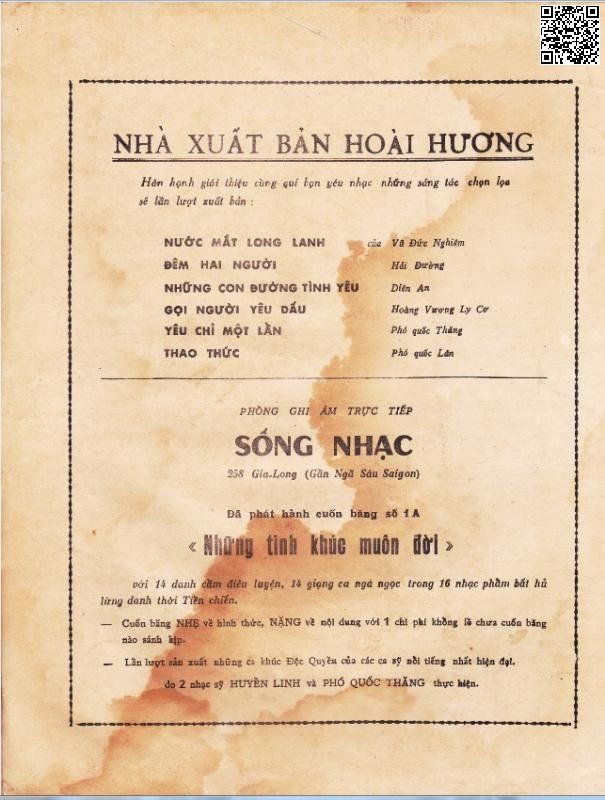 NHÀ XUẤT BẢN HOÀI HƯƠNG
Hân hạnh giới thiệu cùng quí bạn yêu nhạc những sáng tác chọn lọc
sẽ lần lượt xuất bản :
NƯỚC MẮT LONG LANH của Vũ Đức Nghiêm
ĐÊM HAI NGƯỜI Hải Đường
NHỮNG CON ĐƯỜNG TÌNH YÊU Diên An
GỌI NGƯỜI YÊU DẤU Hoàng Vương Ly Cơ
YÊU CHỈ MỘT LẦN Phó quốc Thăng
THAO THỨC Phó quốc Lân
PHÒNG GHI ÂM TRỰC TIẾP
SÓNG NHẠC
258 Gia-Long (Gần Ngã Sáu Saigon)
Đã phát hành cuốn băng số 1A
« Những tình khúc muôn đời »
với 14 danh cầm điêu luyện, 14 giọng ca ngà ngọc trong 16 nhạc phẩm bất hủ
lừng danh thời Tiền chiến.
— Cuốn băng NHẸ về hình thức, NẶNG về nội dung với 1 chi phí khổng lồ chưa cuốn băng
nào sánh kịp.
— Lần lượt sản xuất những ca khúc Độc Quyền của các ca sỹ nổi tiếng nhất hiện đại.
do 2 nhạc sỹ HUYỀN LINH và PHÓ QUỐC THĂNG thực hiện.